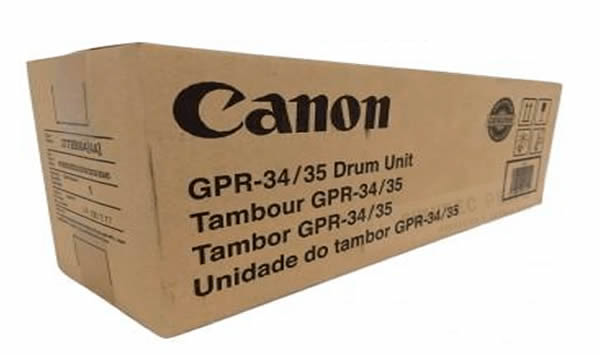 Canon
GPR-34/35 Drum Unit
Tambour GPR-34/35
Tambor GPR-34/35
Unidade do tambor GPR-34/35